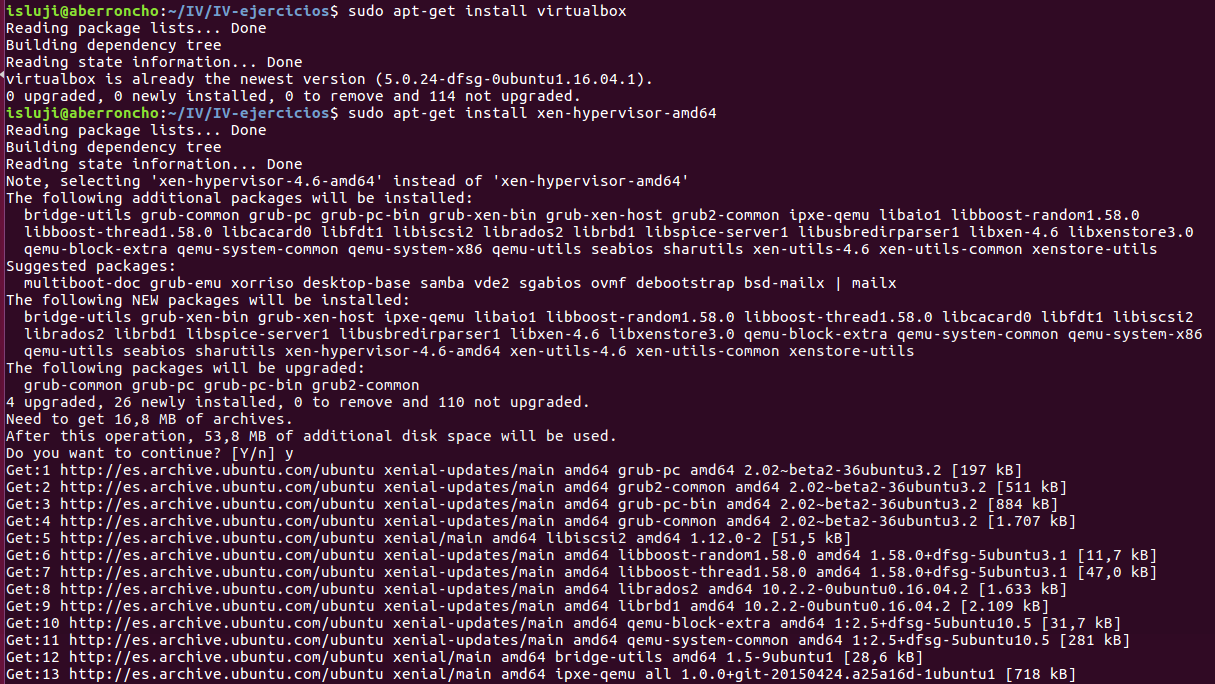 isluji@aberroncho:~/IV/IV-ejercicios$ sudo apt-get install virtualbox
Reading package lists... Done
Building dependency tree
Reading state information... Done
virtualbox is already the newest version (5.0.24-dfsg-0ubuntu1.16.04.1).
0 upgraded, 0 newly installed, 0 to remove and 114 not upgraded.
isluji@aberroncho:~/IV/IV-ejercicios$ sudo apt-get install xen-hypervisor-amd64
Reading package lists... Done
Building dependency tree
Reading state information... Done
Note, selecting 'xen-hypervisor-4.6-amd64' instead of 'xen-hypervisor-amd64'
The following additional packages will be installed:
  bridge-utils grub-common grub-pc grub-pc-bin grub-xen-bin grub-xen-host grub2-common ipxe-qemu libaio1 libboost-random1.58.0
  libboost-thread1.58.0 libcacard0 libfdt1 libiscsi2 librados2 librbd1 libspice-server1 libusbredirparser1 libxen-4.6 libxenstore3.0
  qemu-block-extra qemu-system-common qemu-system-x86 qemu-utils seabios sharutils xen-utils-4.6 xen-utils-common xenstore-utils
Suggested packages:
  multiboot-doc grub-emu xorriso desktop-base samba vde2 sgabios ovmf debootstrap bsd-mailx | mailx
The following NEW packages will be installed:
  bridge-utils grub-xen-bin grub-xen-host ipxe-qemu libaio1 libboost-random1.58.0 libboost-thread1.58.0 libcacard0 libfdt1 libiscsi2
  librados2 librbd1 libspice-server1 libusbredirparser1 libxen-4.6 libxenstore3.0 qemu-block-extra qemu-system-common qemu-system-x86
  qemu-utils seabios sharutils xen-hypervisor-4.6-amd64 xen-utils-4.6 xen-utils-common xenstore-utils
The following packages will be upgraded:
  grub-common grub-pc grub-pc-bin grub2-common
4 upgraded, 26 newly installed, 0 to remove and 110 not upgraded.
Need to get 16,8 MB of archives.
After this operation, 53,8 MB of additional disk space will be used.
Do you want to continue? [Y/n] y
Get:1 http://es.archive.ubuntu.com/ubuntu xenial-updates/main amd64 grub-pc amd64 2.02~beta2-36ubuntu3.2 [197 kB]
Get:2 http://es.archive.ubuntu.com/ubuntu xenial-updates/main amd64 grub2-common amd64 2.02~beta2-36ubuntu3.2 [511 kB]
Get:3 http://es.archive.ubuntu.com/ubuntu xenial-updates/main amd64 grub-pc-bin amd64 2.02~beta2-36ubuntu3.2 [884 kB]
Get:4 http://es.archive.ubuntu.com/ubuntu xenial-updates/main amd64 grub-common amd64 2.02~beta2-36ubuntu3.2 [1.707 kB]
Get:5 http://es.archive.ubuntu.com/ubuntu xenial/main amd64 libiscsi2 amd64 1.12.0-2 [51,5 kB]
Get:6 http://es.archive.ubuntu.com/ubuntu xenial-updates/main amd64 libboost-random1.58.0 amd64 1.58.0+dfsg-5ubuntu3.1 [11,7 kB]
Get:7 http://es.archive.ubuntu.com/ubuntu xenial-updates/main amd64 libboost-thread1.58.0 amd64 1.58.0+dfsg-5ubuntu3.1 [47,0 kB]
Get:8 http://es.archive.ubuntu.com/ubuntu xenial-updates/main amd64 librados2 amd64 10.2.2-0ubuntu0.16.04.2 [1.633 kB]
Get:9 http://es.archive.ubuntu.com/ubuntu xenial-updates/main amd64 librbd1 amd64 10.2.2-0ubuntu0.16.04.2 [2.109 kB]
Get:10 http://es.archive.ubuntu.com/ubuntu xenial-updates/main amd64 qemu-block-extra amd64 1:2.5+dfsg-5ubuntu10.5 [31,7 kB]
Get:11 http://es.archive.ubuntu.com/ubuntu xenial-updates/main amd64 qemu-system-common amd64 1:2.5+dfsg-5ubuntu10.5 [281 kB]
Get:12 http://es.archive.ubuntu.com/ubuntu xenial/main amd64 bridge-utils amd64 1.5-9ubuntu1 [28,6 kB]
Get:13 http://es.archive.ubuntu.com/ubuntu xenial/main amd64 ipxe-qemu all 1.0.0+git-20150424.a25a16d-1ubuntu1 [718 kB]